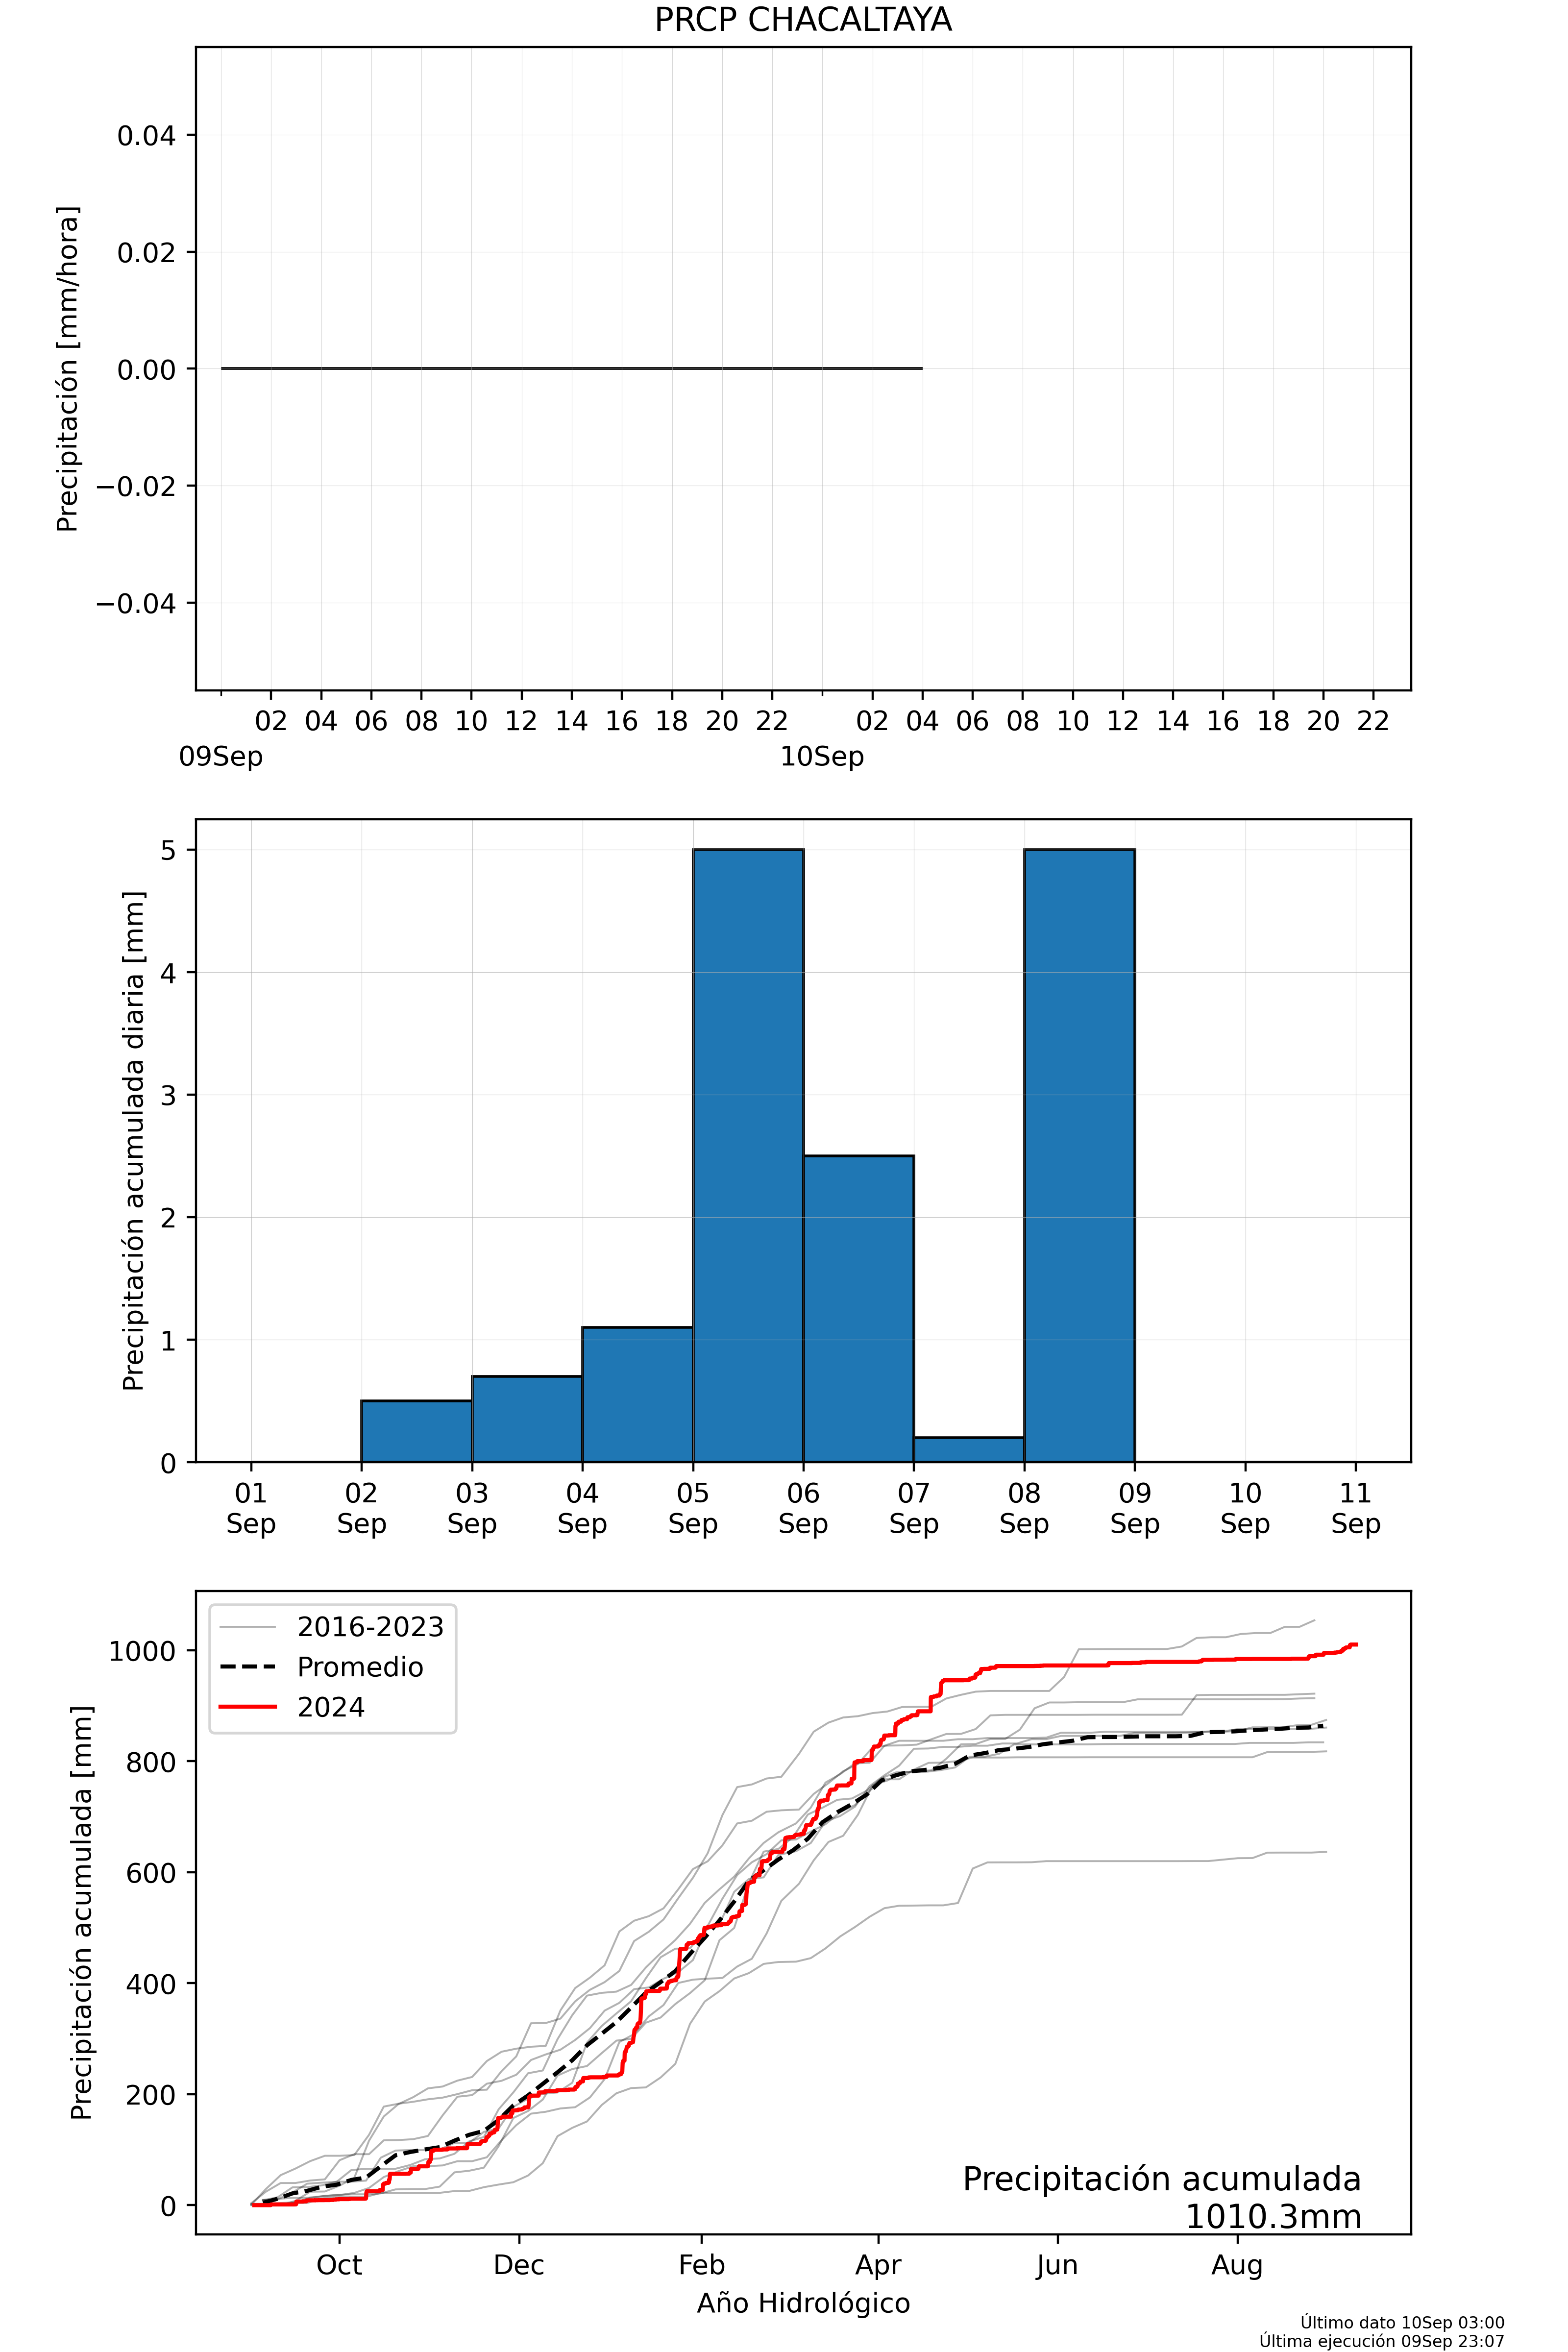 PRCP CHACALTAYA
Precipitación [mm/hora]
0.04
0.02
0.00
−0.02
−0.04
02 04 06 08 10 12 14 16 18 20 22 02 04 06 08 10 12 14 16 18 20 22
09Sep 10Sep
Precipitación acumulada diaria [mm]
5
4
3
2
1
0
01 02 03 04 05 06 07 08 09 10 11
Sep Sep Sep Sep Sep Sep Sep Sep Sep Sep Sep
Precipitación acumulada [mm]
1000
800
600
400
200
0
2016-2023
Promedio
2024
Precipitación acumulada
1010.3mm
Oct Dec Feb Apr Jun Aug
Año Hidrológico
Último dato 10Sep 03:00
Última ejecución 09Sep 23:07